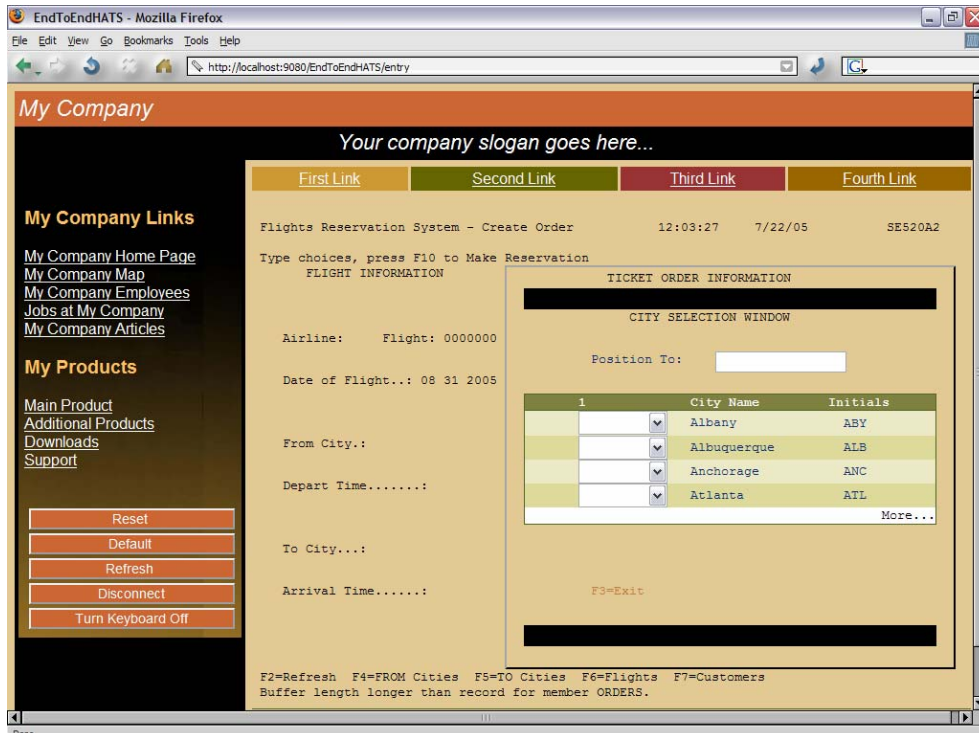 EndToEndHATS - Mozilla Firefox
File Edit View Go Bookmarks Tools Help
http://localhost:9080/EndToEndHATS/entry
G
My Company
Your company slogan goes here...
First Link Second Link Third Link Fourth Link
My Company Links
My Company Home Page
My Company Map
My Company Employees
Jobs at My Company
My Company Articles
My Products
Main Product
Additional Products
Downloads
Support
Reset
Default
Refresh
Disconnect
Turn Keyboard Off
Flights Reservation System - Create Order 12:03:27 7/22/05 SE520A2
Type choices, press F10 to Make Reservation
FLIGHT INFORMATION
Airline: Flight: 0000000
Date of Flight..: 08 31 2005
From City.:
Depart Time.......:
To City...:
Arrival Time......:
TICKET ORDER INFORMATION
CITY SELECTION WINDOW
Position To:
1 City Name Initials
Albany ABY
Albuquerque ALB
Anchorage ANC
Atlanta ATL
More...
F3=Exit
F2=Refresh F4=FROM Cities F5=TO Cities F6=Flights F7=Customers
Buffer length longer than record for member ORDERS.